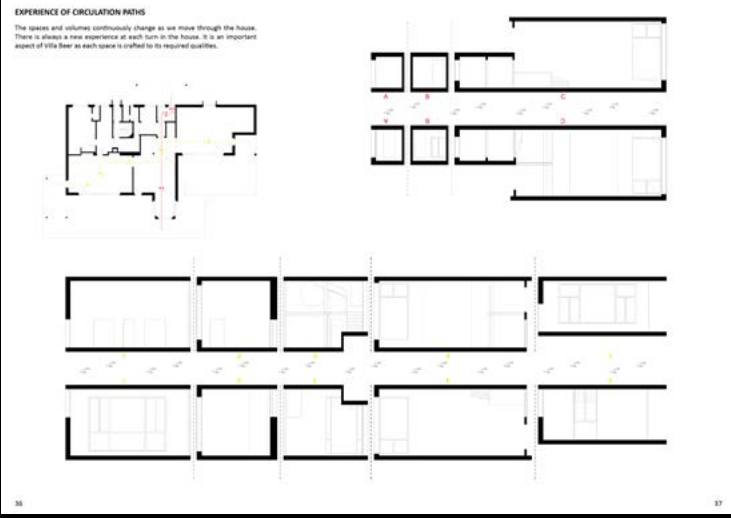 EXPERIENCE OF CIRCULATION PATHS
The spaces and volumes continuously change as we move through the house.
There is always a new experience at each turn in the house. It is an important
aspect of Villa Beer as each space is crafted to its required qualities.
A B C
A B C
36
37